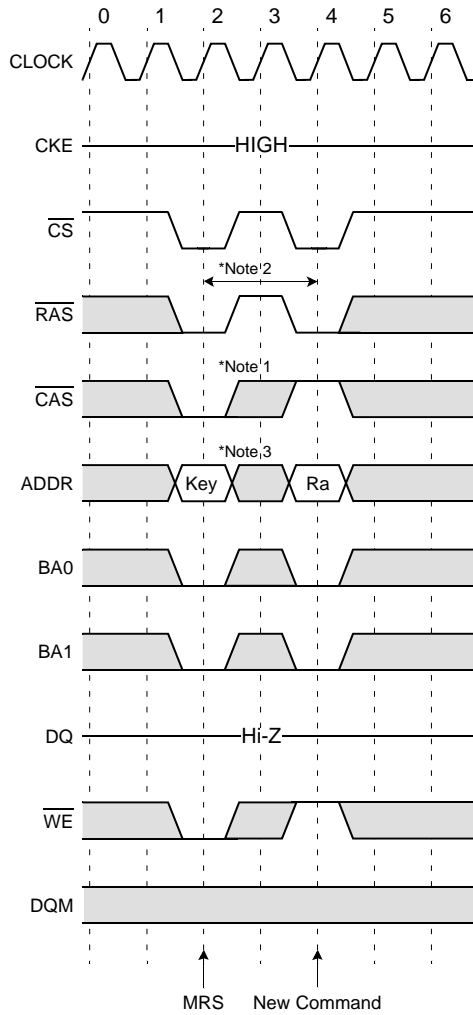 0 1 2 3 4 5 6
CLOCK
CKE HIGH
CS
*Note 2
RAS
*Note 1
CAS
*Note 3
ADDR Key Ra
BA0
BA1
DQ Hi-Z
WE
DQM
MRS New Command